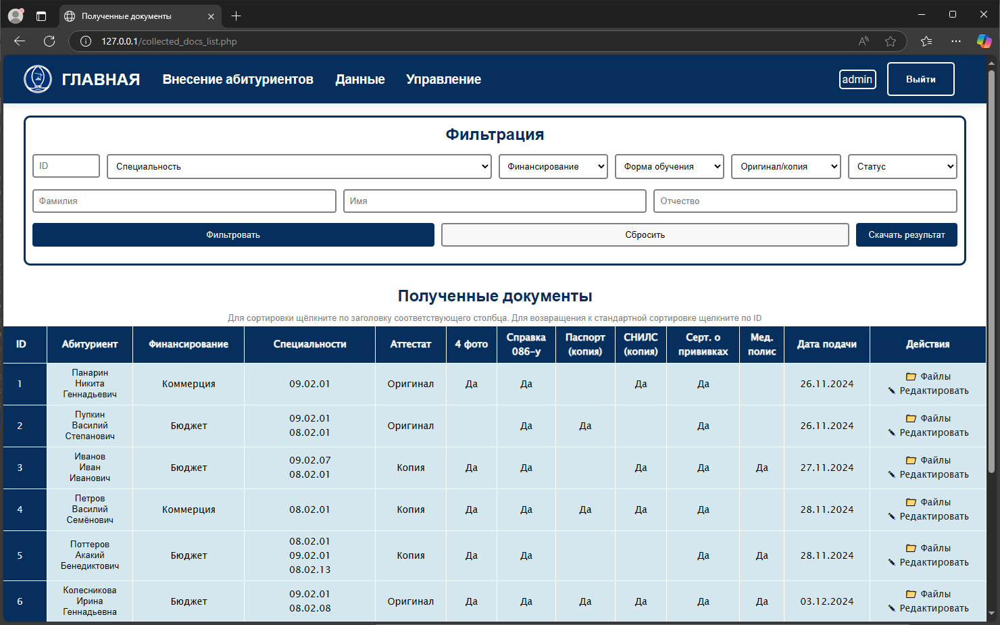 Полученные документы
127.0.0.1/collected_docs_list.php
ГЛАВНАЯ Внесение абитуриентов Данные Управление admin Выйти
Фильтрация
ID Специальность Финансирование Форма обучения Оригинал/копия Статус
Фамилия Имя Отчество
Фильтровать Сбросить Скачать результат
Полученные документы
Для сортировки щёлкните по заголовку соответствующего столбца. Для возвращения к стандартной сортировке щелкните по ID
ID Абитуриент Финансирование Специальности Аттестат 4 фото Справка 086-у Паспорт (копия) СНИЛС (копия) Серт. о прививках Мед. полис Дата подачи Действия
1 Панарин Никита Геннадьевич Коммерция 09.02.01 Оригинал Да Да Да Да 26.11.2024 Файлы Редактировать
2 Пупкин Василий Степанович Бюджет 09.02.01 08.02.01 Оригинал Да Да Да 26.11.2024 Файлы Редактировать
3 Иванов Иван Иванович Бюджет 09.02.07 08.02.01 Копия Да Да Да Да Да 27.11.2024 Файлы Редактировать
4 Петров Василий Семёнович Коммерция 08.02.01 Копия Да Да Да Да Да 28.11.2024 Файлы Редактировать
5 Поттеров Акакий Бенедиктович Бюджет 08.02.01 09.02.01 08.02.13 Копия Да Да Да Да 28.11.2024 Файлы Редактировать
6 Колесникова Ирина Геннадьевна Бюджет 09.02.01 08.02.08 Оригинал Да Да Да Да Да Да 03.12.2024 Файлы Редактировать